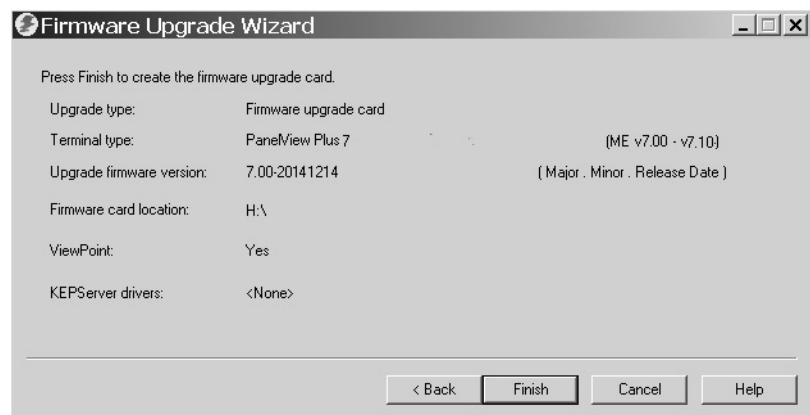 Firmware Upgrade Wizard
Press Finish to create the firmware upgrade card.
Upgrade type: Firmware upgrade card
Terminal type: PanelView Plus 7 (ME v7.00 - v7.10)
Upgrade firmware version: 7.00-20141214 ( Major . Minor . Release Date )
Firmware card location: H:\
ViewPoint: Yes
KEPServer drivers: <None>
< Back Finish Cancel Help